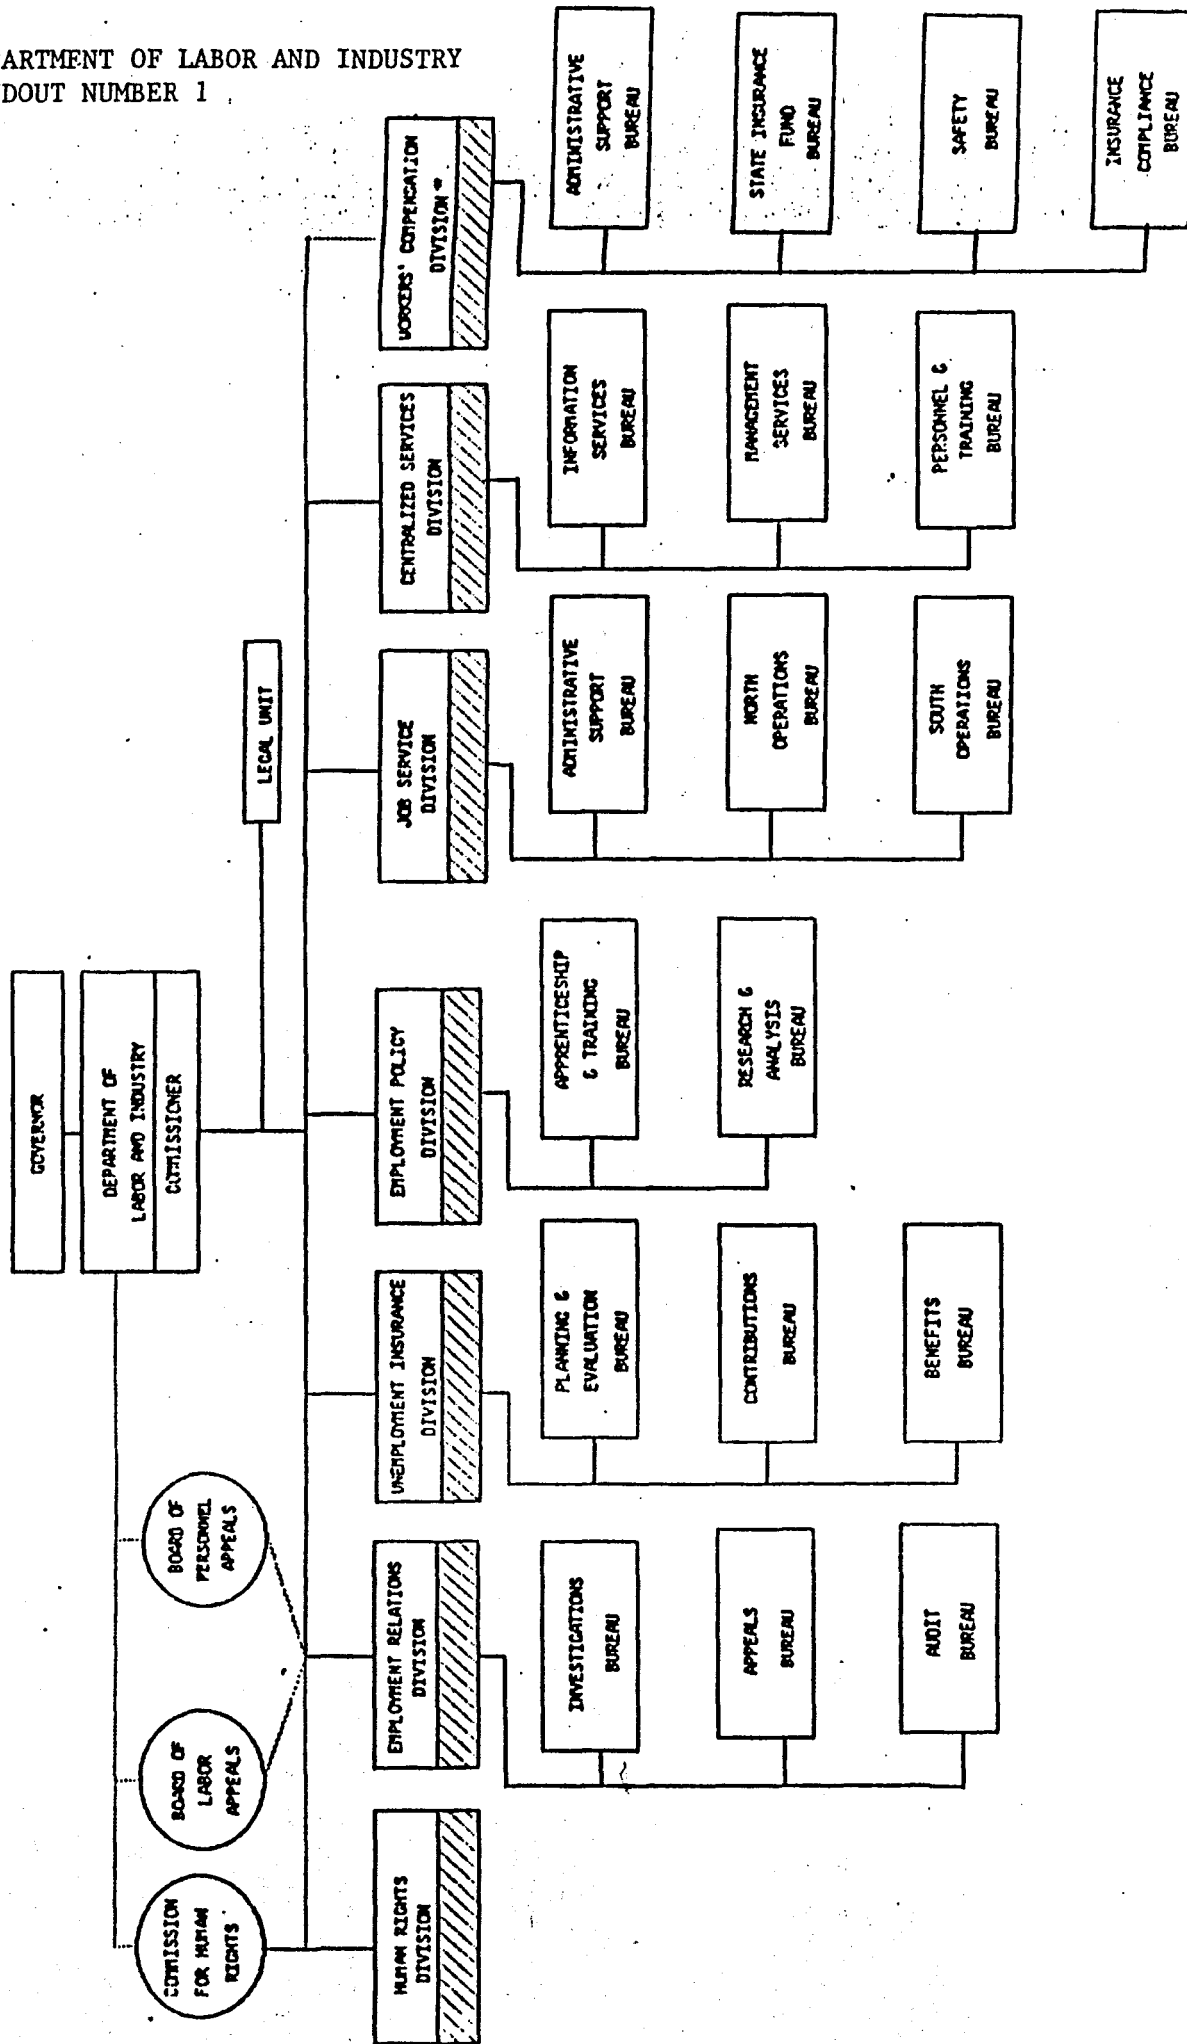 ARTMENT OF LABOR AND INDUSTRY
DOUT NUMBER 1
GOVERNOR
DEPARTMENT OF
LABOR AND INDUSTRY
COMMISSIONER
LEGAL UNIT
COMMISSION
FOR HUMAN
RIGHTS
BOARD OF
LABOR
APPEALS
BOARD OF
PERSONNEL
APPEALS
HUMAN RIGHTS
DIVISION
EMPLOYMENT RELATIONS
DIVISION
INVESTIGATIONS
BUREAU
APPEALS
BUREAU
AUDIT
BUREAU
UNEMPLOYMENT INSURANCE
DIVISION
PLANNING &
EVALUATION
BUREAU
CONTRIBUTIONS
BUREAU
BENEFITS
BUREAU
EMPLOYMENT POLICY
DIVISION
APPRENTICESHIP
& TRAINING
BUREAU
RESEARCH &
ANALYSIS
BUREAU
JOB SERVICE
DIVISION
ADMINISTRATIVE
SUPPORT
BUREAU
NORTH
OPERATIONS
BUREAU
SOUTH
OPERATIONS
BUREAU
CENTRALIZED SERVICES
DIVISION
INFORMATION
SERVICES
BUREAU
MANAGEMENT
SERVICES
BUREAU
PERSONNEL &
TRAINING
BUREAU
WORKERS' COMPENSATION
DIVISION *
ADMINISTRATIVE
SUPPORT
BUREAU
STATE INSURANCE
FUND
BUREAU
SAFETY
BUREAU
INSURANCE
COMPLIANCE
BUREAU